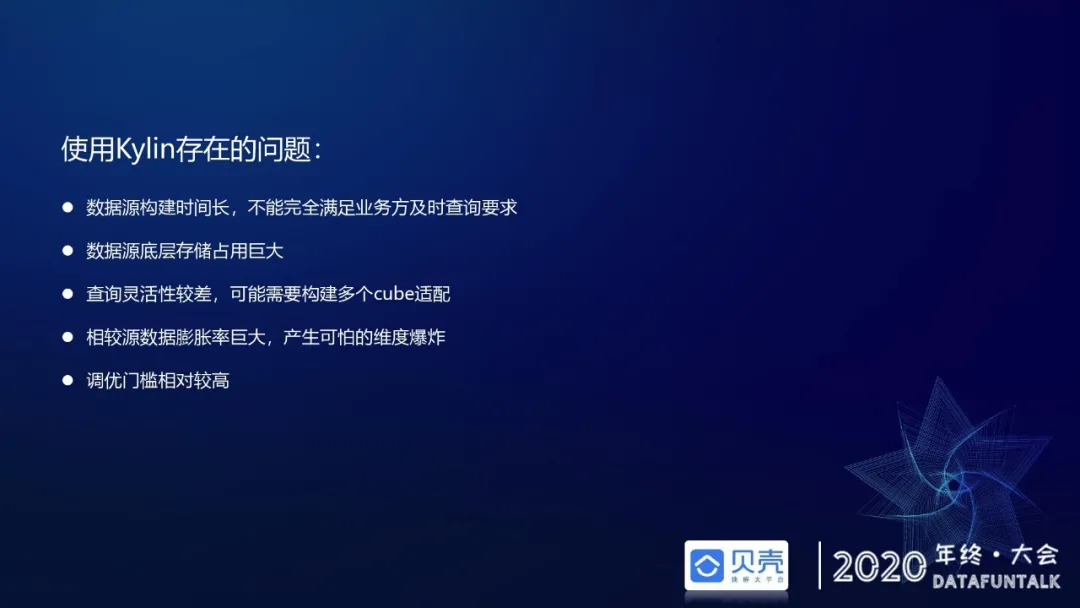 使用Kylin存在的问题：
● 数据源构建时间长，不能完全满足业务方及时查询要求
● 数据源底层存储占用巨大
● 查询灵活性较差，可能需要构建多个cube适配
● 相较源数据膨胀率巨大，产生可怕的维度爆炸
● 调优门槛相对较高
贝壳
2020
年终·大会
DATAFUNTALK